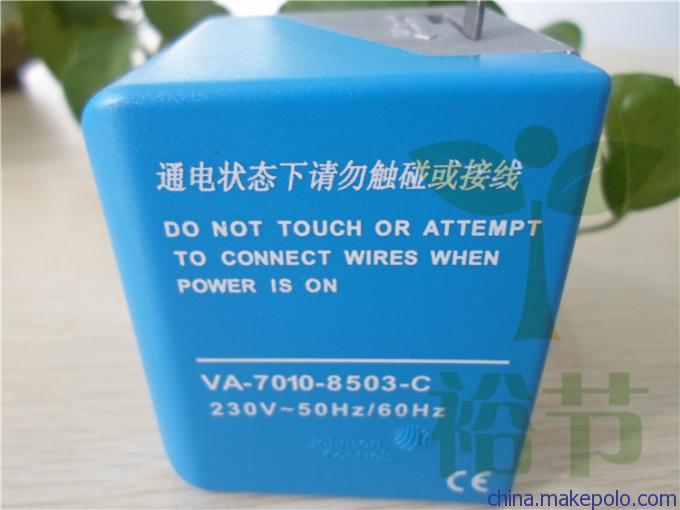 通电状态下请勿触碰或接线
DO NOT TOUCH OR ATTEMPT
TO CONNECT WIRES WHEN
POWER IS ON
VA-7010-8503-C
230V~50Hz/60Hz
Johnson
Controls
CE
裕节
china.makepolo.com